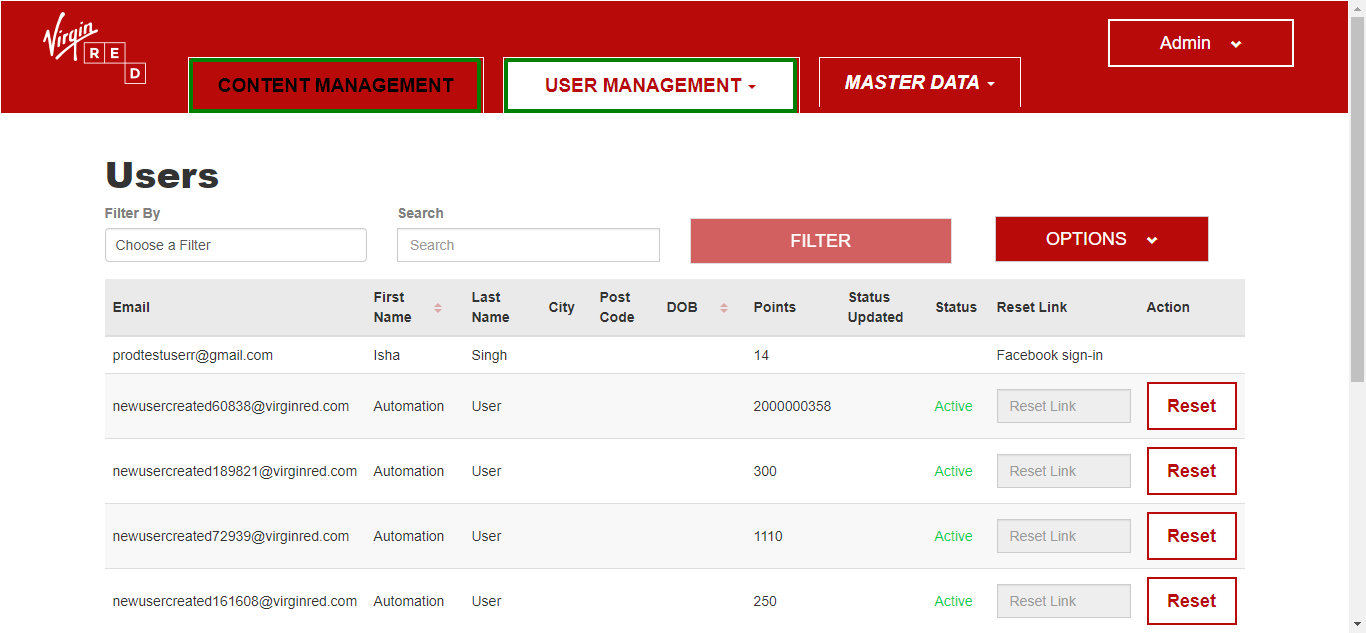 Virgin
RED
Admin
CONTENT MANAGEMENT
USER MANAGEMENT
MASTER DATA
Users
Filter By
Search
Choose a Filter
Search
FILTER
OPTIONS
Email First Name Last Name City Post Code DOB Points Status Updated Status Reset Link Action
prodtestuserr@gmail.com Isha Singh 14 Facebook sign-in
newusercreated60838@virginred.com Automation User 2000000358 Active Reset Link Reset
newusercreated189821@virginred.com Automation User 300 Active Reset Link Reset
newusercreated72939@virginred.com Automation User 1110 Active Reset Link Reset
newusercreated161608@virginred.com Automation User 250 Active Reset Link Reset